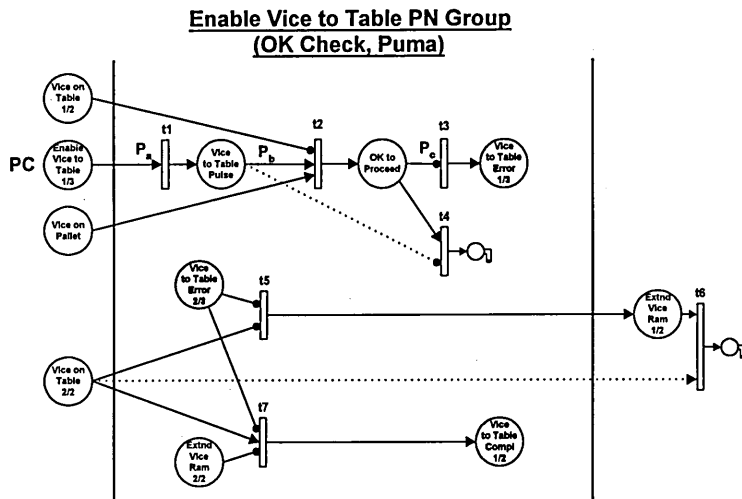 Enable Vice to Table PN Group
(OK Check, Puma)
Vice on
Table
1/2
PC
Enable
Vice to
Table
1/3
Pa
t1
Vice
to Table
Pulse
Pb
t2
OK to
Proceed
Pc
t3
Vice
to Table
Error
1/3
Vice on
Pallet
t4
Vice
to Table
Error
2/3
t5
Extnd
Vice
Ram
1/2
t6
Vice on
Table
2/2
t7
Extnd
Vice
Ram
2/2
Vice
to Table
Compl
1/2